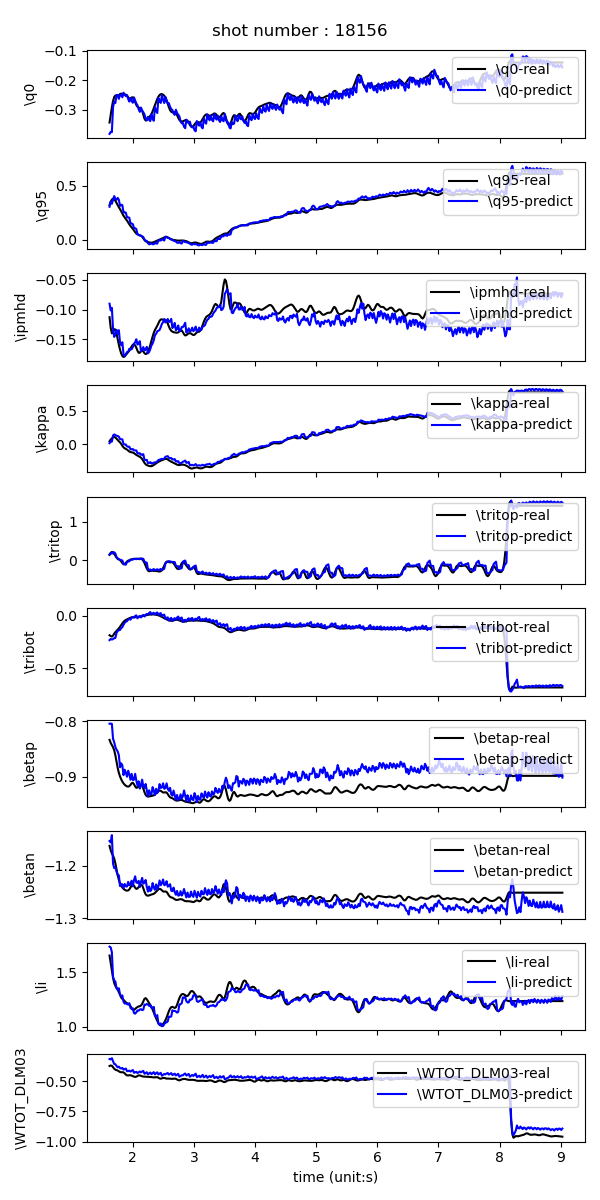 shot number : 18156
−0.1
−0.2
−0.3
\q0
\q0-real
\q0-predict
0.5
0.0
\q95
\q95-real
\q95-predict
−0.05
−0.10
−0.15
\ipmhd
\ipmhd-real
\ipmhd-predict
0.5
0.0
\kappa
\kappa-real
\kappa-predict
1
0
\tritop
\tritop-real
\tritop-predict
0.0
−0.5
\tribot
\tribot-real
\tribot-predict
−0.8
−0.9
\betap
\betap-real
\betap-predict
−1.2
−1.3
\betan
\betan-real
\betan-predict
1.5
1.0
\li
\li-real
\li-predict
−0.50
−0.75
−1.00
\WTOT_DLM03
\WTOT_DLM03-real
\WTOT_DLM03-predict
2 3 4 5 6 7 8 9
time (unit:s)